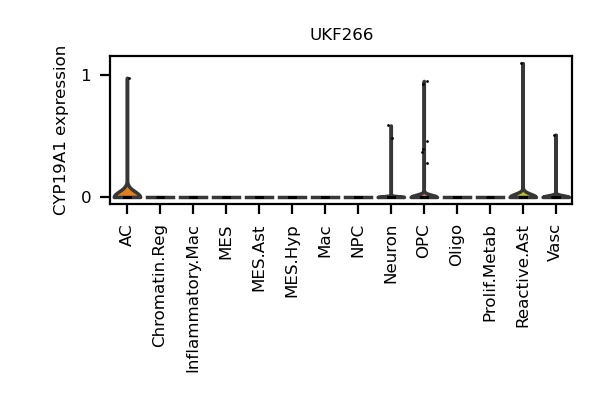 UKF266
CYP19A1 expression
1
0
AC
Chromatin.Reg
Inflammatory.Mac
MES
MES.Ast
MES.Hyp
Mac
NPC
Neuron
OPC
Oligo
Prolif.Metab
Reactive.Ast
Vasc